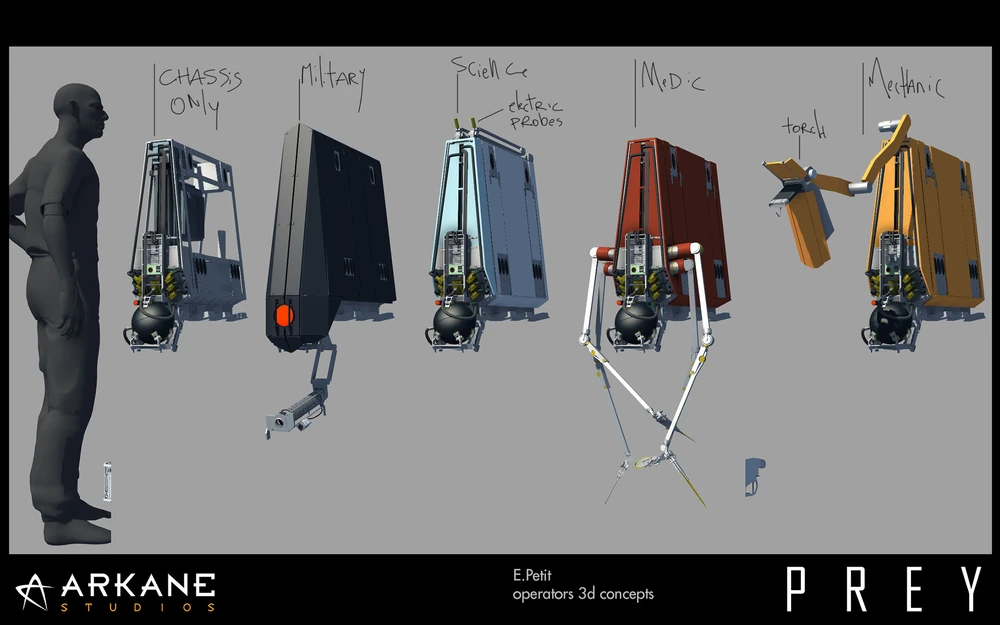 CHASSIS
ONLY
Military
Science
electric
PROBES
MeDic
torch
Mechanic
ARKANE
STUDIOS
E.Petit
operators 3d concepts
PREY